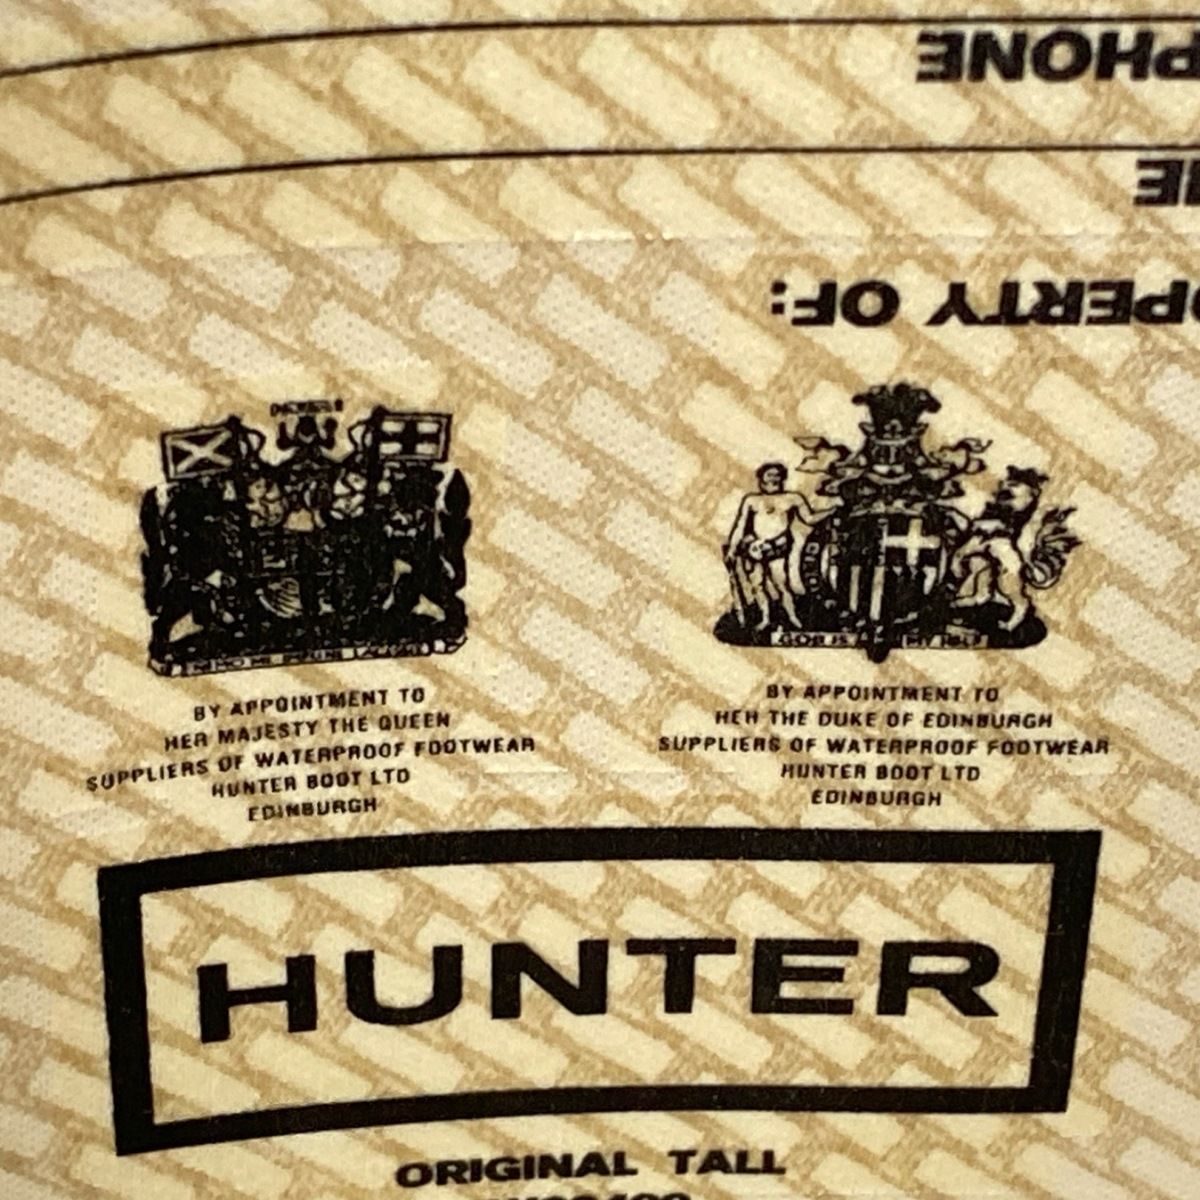 PHONE
PERTY OF:
BY APPOINTMENT TO
HER MAJESTY THE QUEEN
SUPPLIERS OF WATERPROOF FOOTWEAR
HUNTER BOOT LTD
EDINBURGH
BY APPOINTMENT TO
HRH THE DUKE OF EDINBURGH
SUPPLIERS OF WATERPROOF FOOTWEAR
HUNTER BOOT LTD
EDINBURGH
HUNTER
ORIGINAL TALL